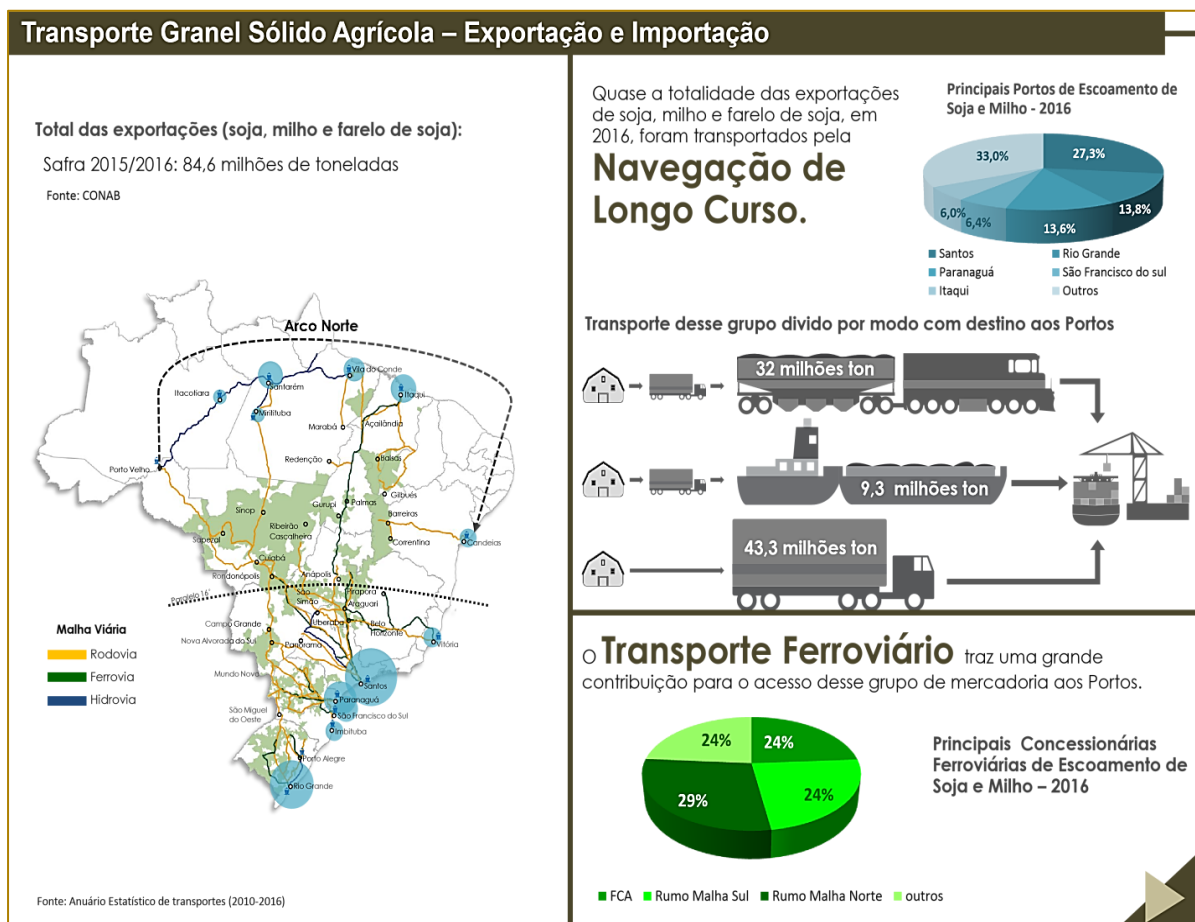 Transporte Granel Sólido Agrícola – Exportação e Importação
Total das exportações (soja, milho e farelo de soja):
Safra 2015/2016: 84,6 milhões de toneladas
Fonte: CONAB
Arco Norte
Itacotiara
Santarém
Vila do Conde
Itaqui
Miritituba
Marabá
Açailândia
Porto Velho
Redenção
Balsas
Gilbués
Palmas
Gurupi
Sinop
Ribeirão
Cascalheira
Barreiras
Correntina
Candeias
Sapezal
Cuiabá
Rondonópolis
Anápolis
Paralelo 16°
São
Simão
Pirapora
Araguari
Uberaba
Belo
Horizonte
Vitória
Campo Grande
Nova Alvorada do Sul
Panorama
Mundo Novo
Santos
Paranaguá
São Francisco do Sul
São Miguel
do Oeste
Imbituba
Porto Alegre
Rio Grande
Malha Viária
Rodovia
Ferrovia
Hidrovia
Fonte: Anuário Estatístico de transportes (2010-2016)
Quase a totalidade das exportações
de soja, milho e farelo de soja, em
2016, foram transportados pela
Navegação de
Longo Curso.
Principais Portos de Escoamento de
Soja e Milho - 2016
33,0%
27,3%
6,0%
6,4%
13,6%
13,8%
Santos
Rio Grande
Paranaguá
São Francisco do sul
Itaqui
Outros
Transporte desse grupo divido por modo com destino aos Portos
32 milhões ton
9,3 milhões ton
43,3 milhões ton
O Transporte Ferroviário traz uma grande
contribuição para o acesso desse grupo de mercadoria aos Portos.
24%
24%
29%
24%
Principais Concessionárias
Ferroviárias de Escoamento de
Soja e Milho – 2016
FCA
Rumo Malha Sul
Rumo Malha Norte
outros